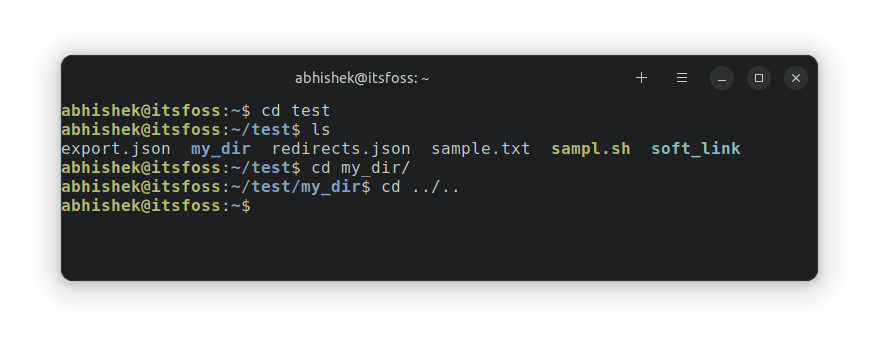 abhishek@itsfoss: ~
abhishek@itsfoss:~$ cd test
abhishek@itsfoss:~/test$ ls
export.json  my_dir  redirects.json  sample.txt  sampl.sh  soft_link
abhishek@itsfoss:~/test$ cd my_dir/
abhishek@itsfoss:~/test/my_dir$ cd ../..
abhishek@itsfoss:~$